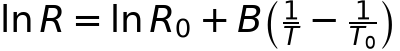 ln R = ln R₀ + B(1/T − 1/T₀)